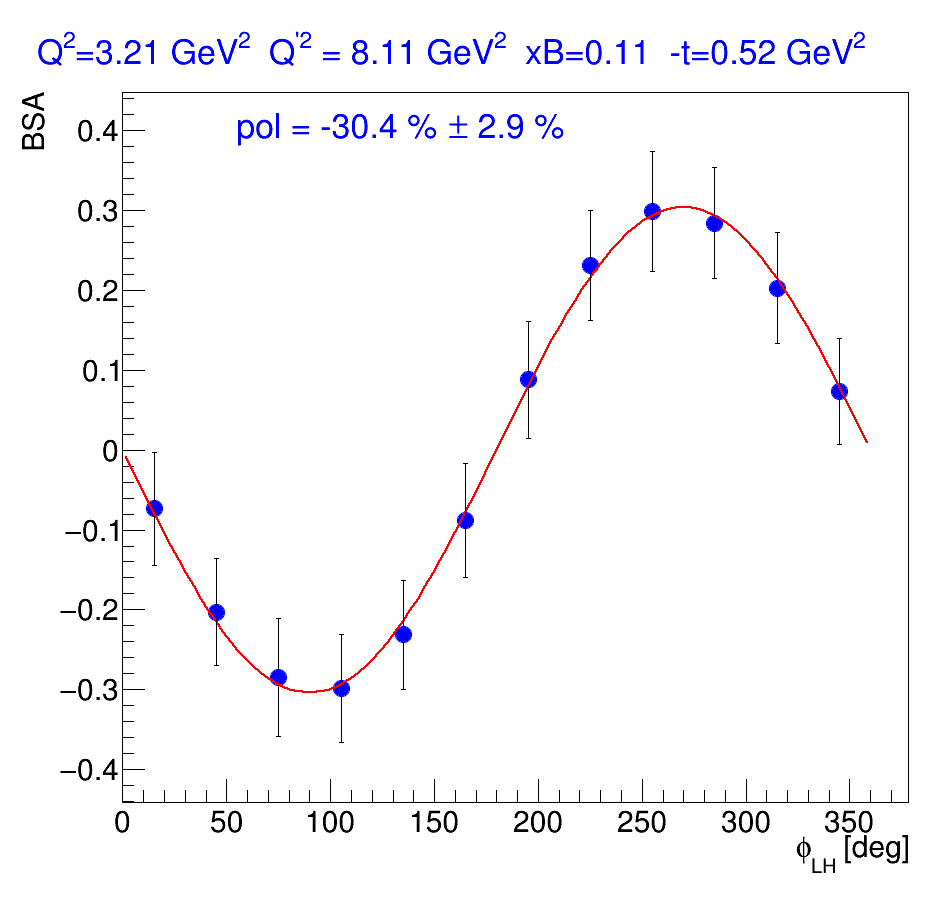 Q²=3.21 GeV² Q'² = 8.11 GeV² xB=0.11 -t=0.52 GeV²
BSA
pol = -30.4 % ± 2.9 %
0.4
0.3
0.2
0.1
0
−0.1
−0.2
−0.3
−0.4
0 50 100 150 200 250 300 350
ϕLH [deg]